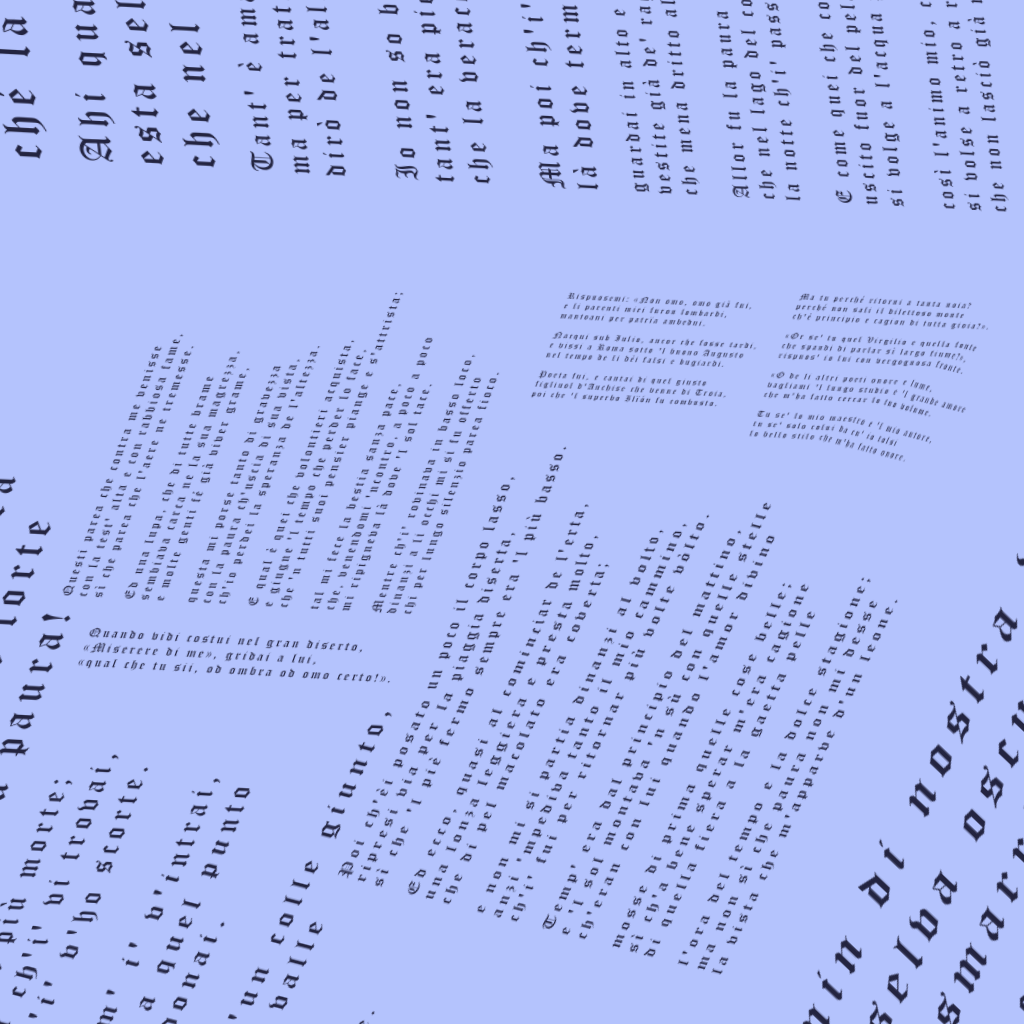 di nostra
selva oscu
smarr
ché la
Ahi qua
esta sel
che nel
forte
paura!
Tant' è ama
più morte;
ma per trat
ch'i' vi trovai,
dirò de l'al
v'ho scorte.
Io non so b
i' v'intrai,
tant' era pie
a quel punto
che la verac
Ma poi ch'i'
'un colle giunto,
là dove term
valle
guardai in alto e
vestite già de' ra
che mena dritto al
Allor fu la paura
che nel lago del co
la notte ch'i' pass
E come quei che co
uscito fuor del pel
si volge a l'acqua
così l'animo mio, c
si volse a retro a r
che non lasciò già
Poi ch'èi posato un poco il corpo lasso,
ripresi via per la piaggia diserta,
sì che 'l piè fermo sempre era 'l più basso.
Ed ecco, quasi al cominciar de l'erta,
una lonza leggiera e presta molto,
che di pel macolato era coverta;
e non mi si partia dinanzi al volto,
anzi 'mpediva tanto il mio cammino,
ch'i' fui per ritornar più volte vòlto.
Temp' era dal principio del mattino,
e 'l sol montava 'n sù con quelle stelle
ch'eran con lui quando l'amor divino
mosse di prima quelle cose belle;
sì ch'a bene sperar m'era cagione
di quella fiera a la gaetta pelle
l'ora del tempo e la dolce stagione;
ma non sì che paura non mi desse
la vista che m'apparve d'un leone.
Questi parea che contra me venisse
con la test' alta e con rabbiosa fame,
sì che parea che l'aere ne tremesse.
Ed una lupa, che di tutte brame
sembiava carca ne la sua magrezza,
e molte genti fé già viver grame,
questa mi porse tanto di gravezza
con la paura ch'uscia di sua vista,
ch'io perdei la speranza de l'altezza.
E qual è quei che volontieri acquista,
e giugne 'l tempo che perder lo face,
che 'n tutti suoi pensier piange e s'attrista;
tal mi fece la bestia sanza pace,
che, venendomi 'ncontro, a poco a poco
mi ripigneva là dove 'l sol tace.
Mentre ch'i' rovinava in basso loco,
dinanzi a li occhi mi si fu offerto
chi per lungo silenzio parea fioco.
Quando vidi costui nel gran diserto,
«Miserere di me», gridai a lui,
«qual che tu sii, od ombra od omo certo!».
Rispuosemi: «Non omo, omo già fui,
e li parenti miei furon lombardi,
mantoani per patrïa ambedui.
Nacqui sub Iulio, ancor che fosse tardi,
e vissi a Roma sotto 'l buono Augusto
nel tempo de li dèi falsi e bugiardi.
Poeta fui, e cantai di quel giusto
figliuol d'Anchise che venne di Troia,
poi che 'l superbo Ilïón fu combusto.
Ma tu perché ritorni a tanta noia?
perché non sali il dilettoso monte
ch'è principio e cagion di tutta gioia?».
«Or se' tu quel Virgilio e quella fonte
che spandi di parlar sì largo fiume?»,
rispuos' io lui con vergognosa fronte.
«O de li altri poeti onore e lume,
vagliami 'l lungo studio e 'l grande amore
che m'ha fatto cercar lo tuo volume.
Tu se' lo mio maestro e 'l mio autore,
tu se' solo colui da cu' io tolsi
lo bello stilo che m'ha fatto onore.